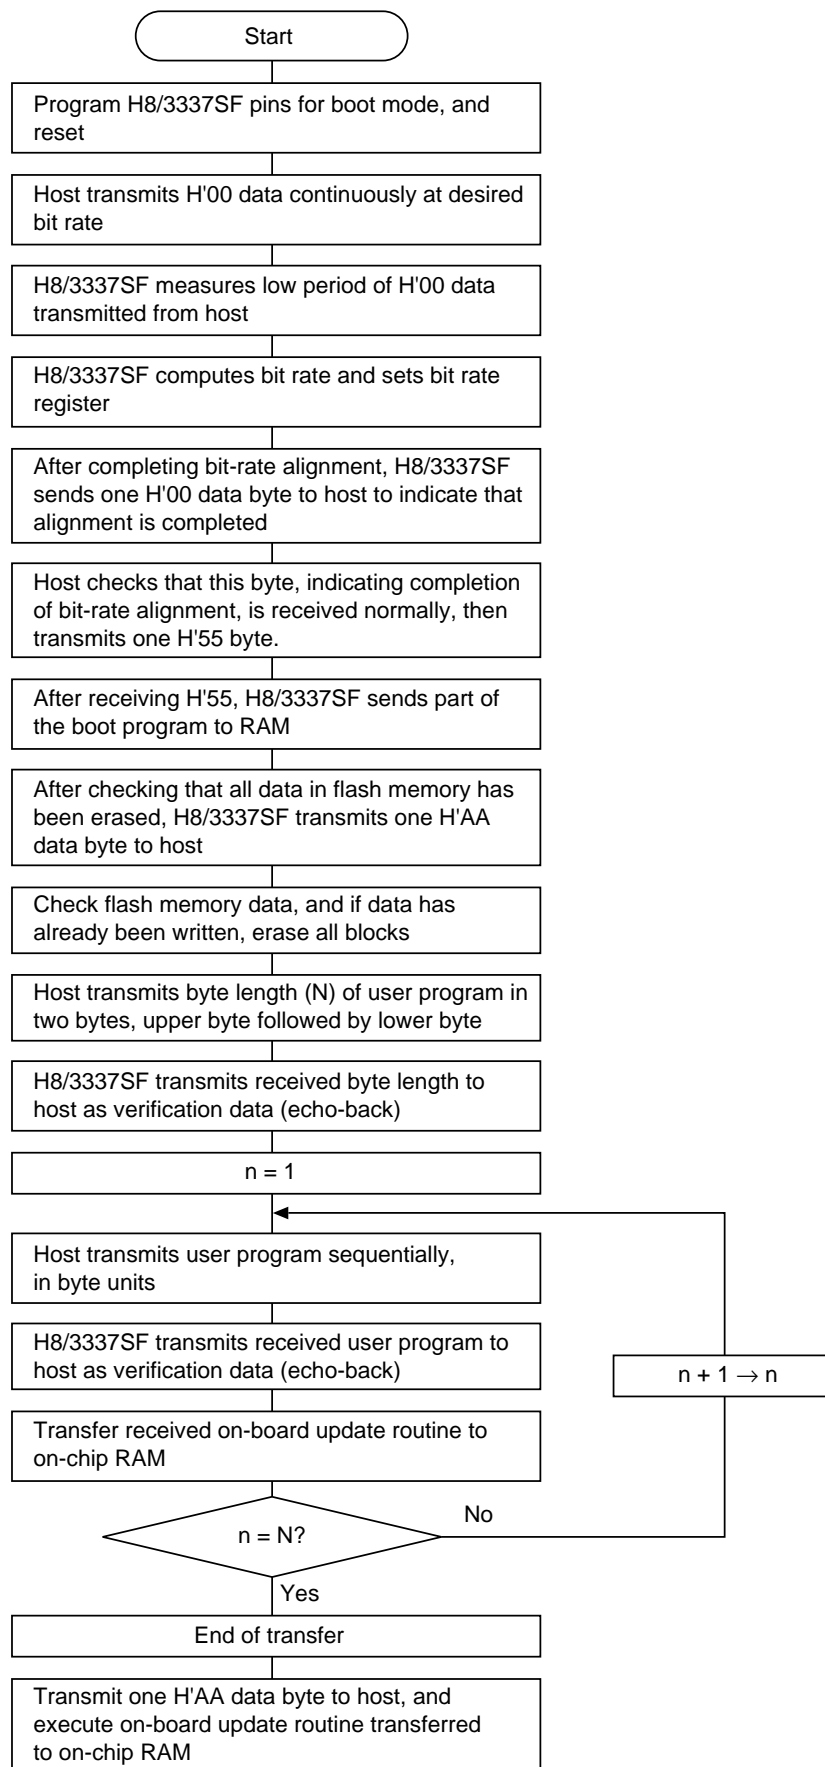 Start
Program H8/3337SF pins for boot mode, and
reset
Host transmits H'00 data continuously at desired
bit rate
H8/3337SF measures low period of H'00 data
transmitted from host
H8/3337SF computes bit rate and sets bit rate
register
After completing bit-rate alignment, H8/3337SF
sends one H'00 data byte to host to indicate that
alignment is completed
Host checks that this byte, indicating completion
of bit-rate alignment, is received normally, then
transmits one H'55 byte.
After receiving H'55, H8/3337SF sends part of
the boot program to RAM
After checking that all data in flash memory has
been erased, H8/3337SF transmits one H'AA
data byte to host
Check flash memory data, and if data has
already been written, erase all blocks
Host transmits byte length (N) of user program in
two bytes, upper byte followed by lower byte
H8/3337SF transmits received byte length to
host as verification data (echo-back)
n = 1
Host transmits user program sequentially,
in byte units
H8/3337SF transmits received user program to
host as verification data (echo-back)
n + 1 → n
Transfer received on-board update routine to
on-chip RAM
n = N?
No
Yes
End of transfer
Transmit one H'AA data byte to host, and
execute on-board update routine transferred
to on-chip RAM